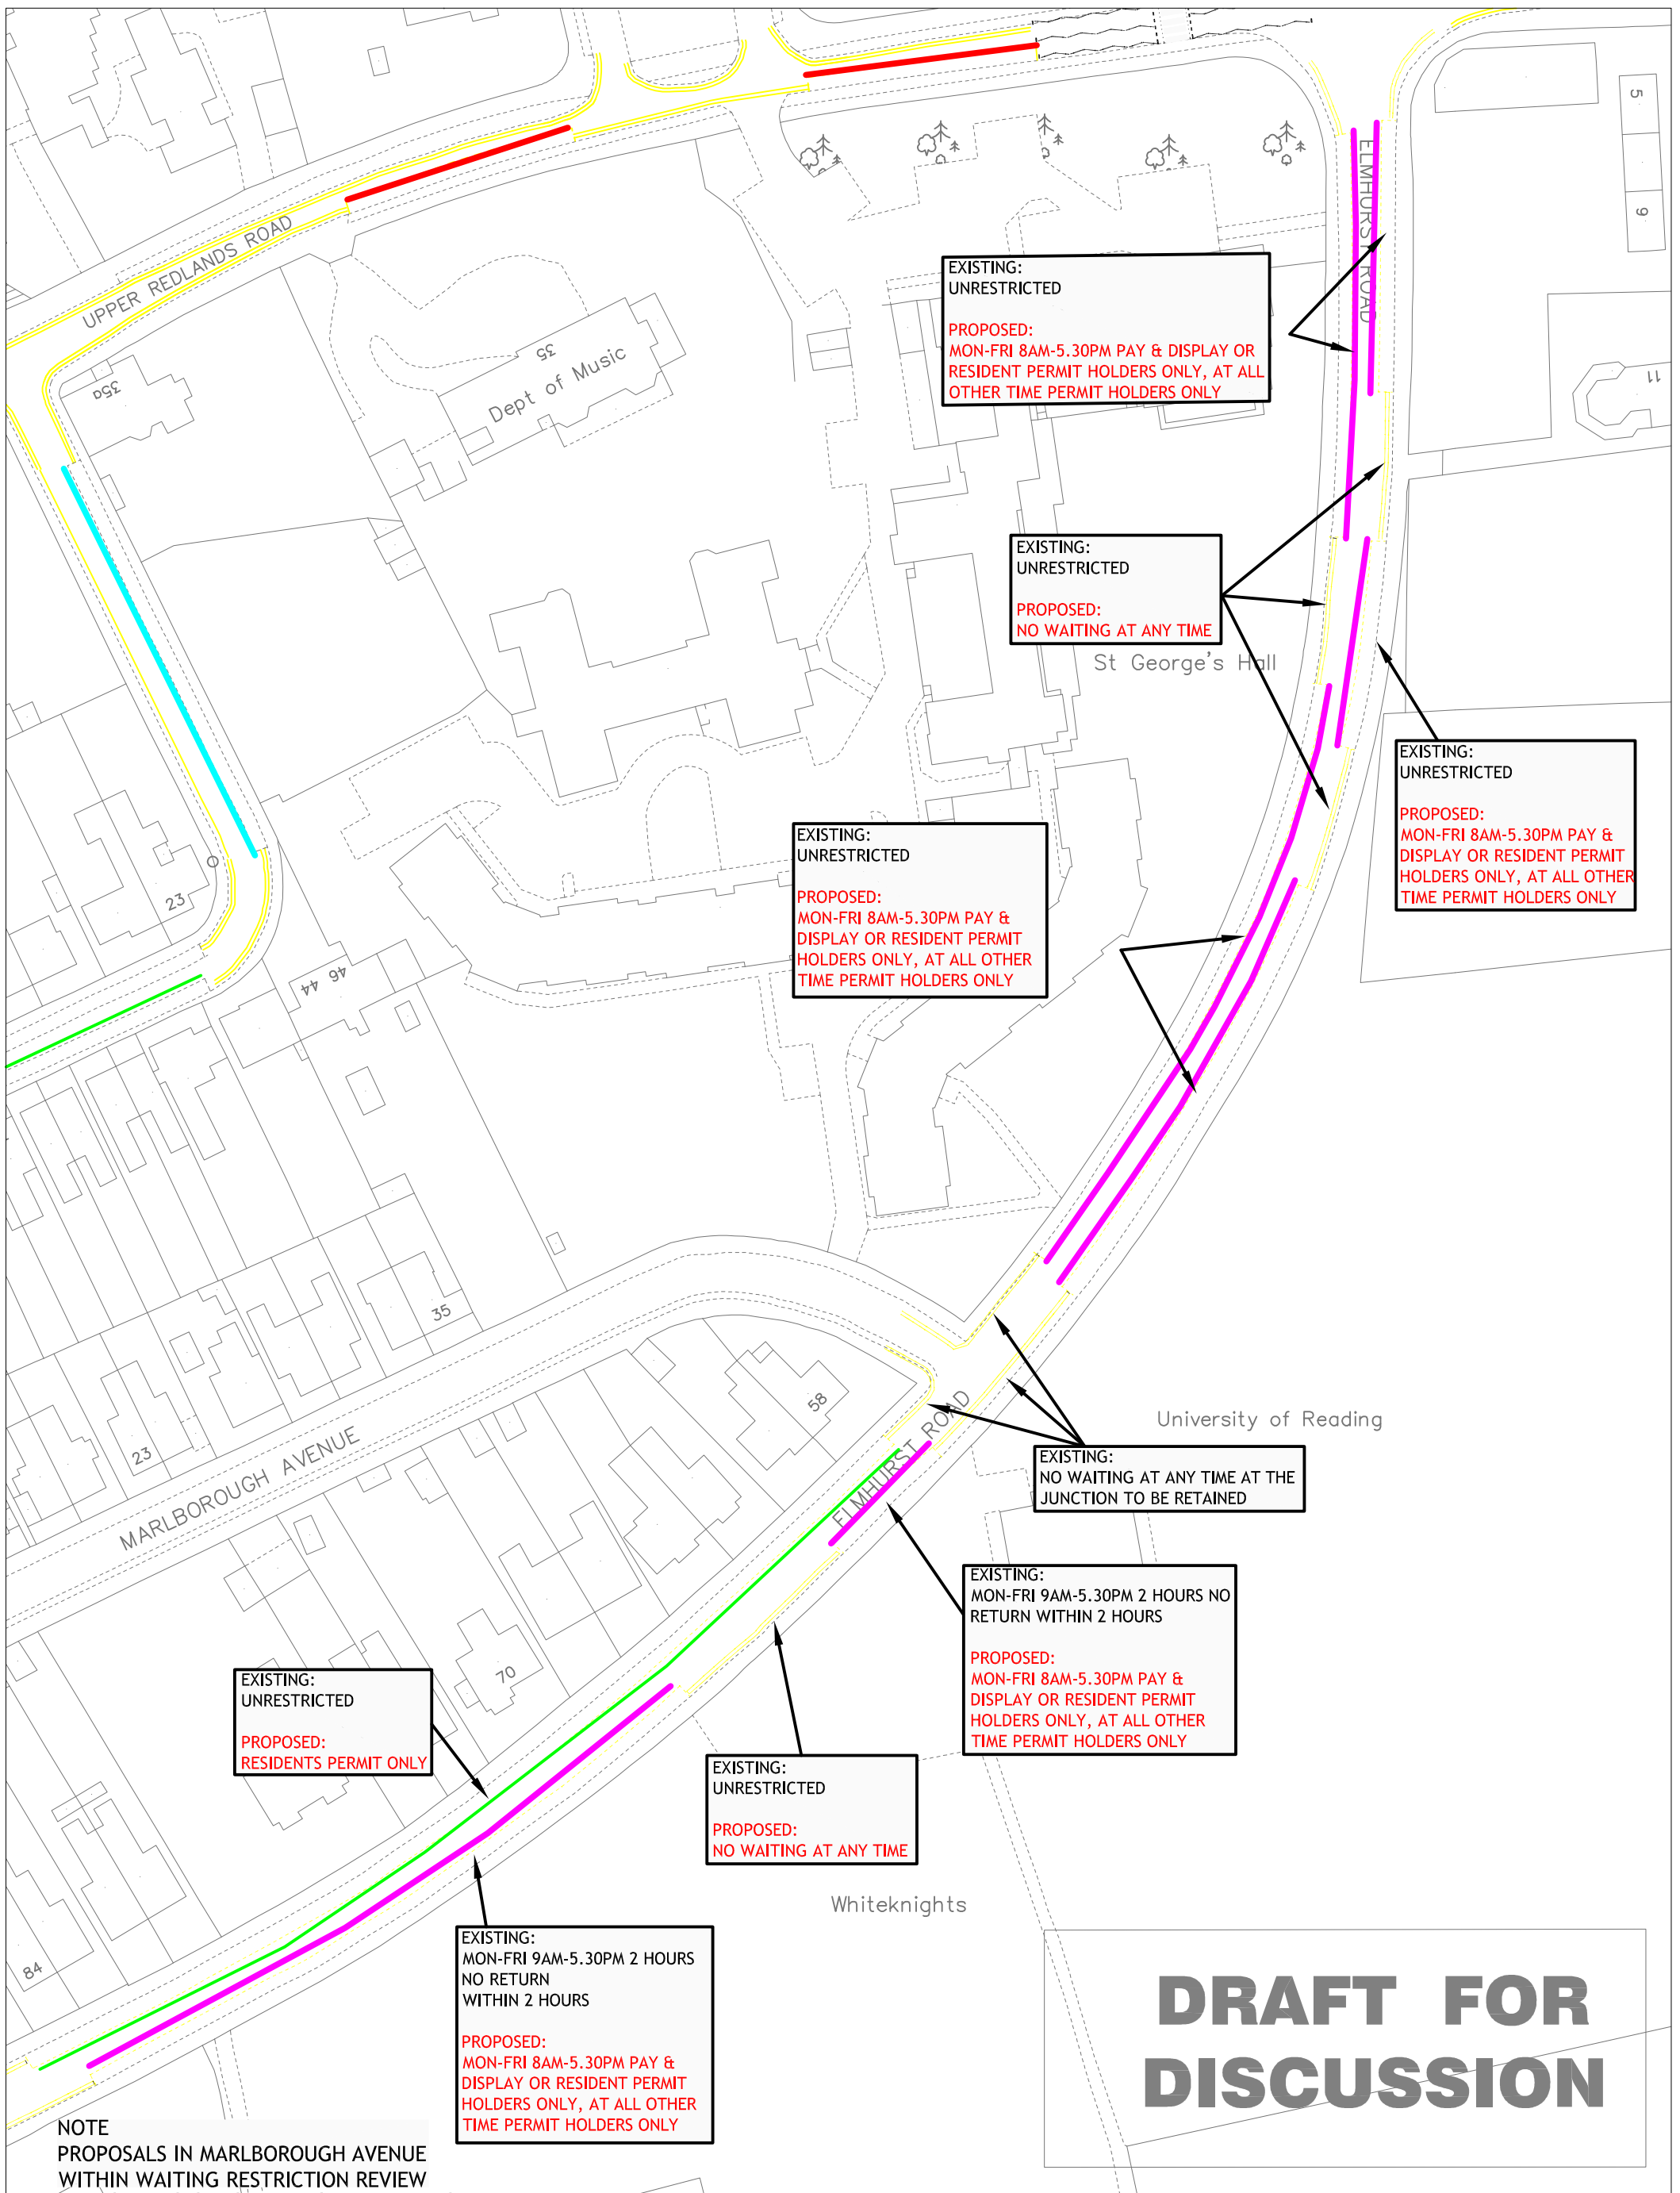 5
9
ELMHURST ROAD
UPPER REDLANDS ROAD
EXISTING:
UNRESTRICTED
PROPOSED:
MON-FRI 8AM-5.30PM PAY & DISPLAY OR
RESIDENT PERMIT HOLDERS ONLY, AT ALL
OTHER TIME PERMIT HOLDERS ONLY
35
Dept of Music
35a
11
EXISTING:
UNRESTRICTED
PROPOSED:
NO WAITING AT ANY TIME
St George's Hall
EXISTING:
UNRESTRICTED
PROPOSED:
MON-FRI 8AM-5.30PM PAY &
DISPLAY OR RESIDENT PERMIT
HOLDERS ONLY, AT ALL OTHER
TIME PERMIT HOLDERS ONLY
EXISTING:
UNRESTRICTED
PROPOSED:
MON-FRI 8AM-5.30PM PAY &
DISPLAY OR RESIDENT PERMIT
HOLDERS ONLY, AT ALL OTHER
TIME PERMIT HOLDERS ONLY
23
46 44
35
58
23
MARLBOROUGH AVENUE
ELMHURST ROAD
University of Reading
EXISTING:
NO WAITING AT ANY TIME AT THE
JUNCTION TO BE RETAINED
EXISTING:
MON-FRI 9AM-5.30PM 2 HOURS NO
RETURN WITHIN 2 HOURS
PROPOSED:
MON-FRI 8AM-5.30PM PAY &
DISPLAY OR RESIDENT PERMIT
HOLDERS ONLY, AT ALL OTHER
TIME PERMIT HOLDERS ONLY
70
EXISTING:
UNRESTRICTED
PROPOSED:
RESIDENTS PERMIT ONLY
EXISTING:
UNRESTRICTED
PROPOSED:
NO WAITING AT ANY TIME
Whiteknights
84
EXISTING:
MON-FRI 9AM-5.30PM 2 HOURS
NO RETURN
WITHIN 2 HOURS
PROPOSED:
MON-FRI 8AM-5.30PM PAY &
DISPLAY OR RESIDENT PERMIT
HOLDERS ONLY, AT ALL OTHER
TIME PERMIT HOLDERS ONLY
DRAFT FOR
DISCUSSION
NOTE
PROPOSALS IN MARLBOROUGH AVENUE
WITHIN WAITING RESTRICTION REVIEW